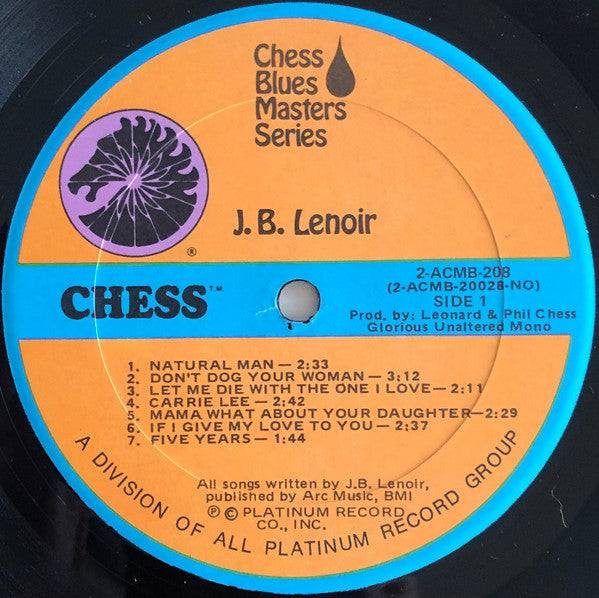 Chess
Blues
Masters
Series
®
J.B. Lenoir
CHESS™
2-ACMB-208
(2-ACMB-20028-NO)
SIDE 1
Prod. by: Leonard & Phil Chess
Glorious Unaltered Mono
1. NATURAL MAN — 2:33
2. DON'T DOG YOUR WOMAN — 3:12
3. LET ME DIE WITH THE ONE I LOVE — 2:11
4. CARRIE LEE — 2:42
5. MAMA WHAT ABOUT YOUR DAUGHTER—2:29
6. IF I GIVE MY LOVE TO YOU — 2:37
7. FIVE YEARS — 1:44
All songs written by J.B. Lenoir,
published by Arc Music, BMI
℗ © PLATINUM RECORD
CO., INC.
A DIVISION OF ALL PLATINUM RECORD GROUP